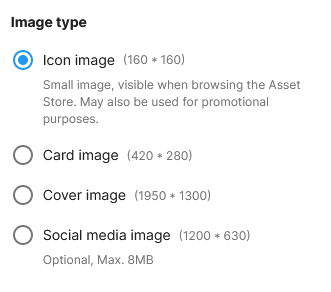 Image type
Icon image (160 * 160)
Small image, visible when browsing the Asset
Store. May also be used for promotional
purposes.
Card image (420 * 280)
Cover image (1950 * 1300)
Social media image (1200 * 630)
Optional, Max. 8MB